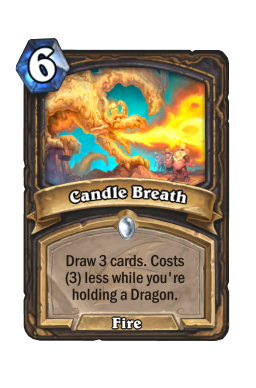 6
Candle Breath
Draw 3 cards. Costs
(3) less while you're
holding a Dragon.
Fire